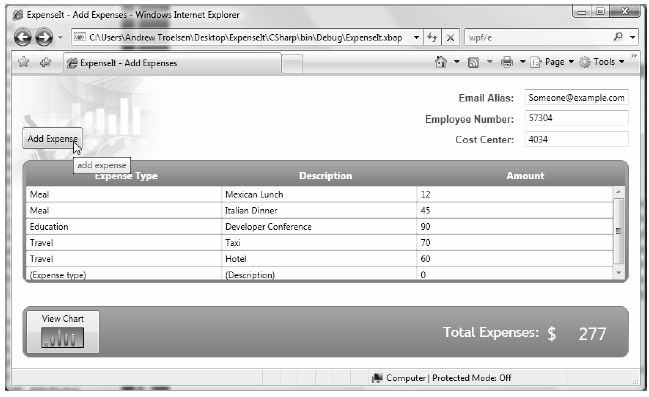 ExpenseIt - Add Expenses - Windows Internet Explorer
C:\Users\Andrew Troelsen\Desktop\ExpenseIt\CSharp\bin\Debug\ExpenseIt.xbap
wpf/e
ExpenseIt - Add Expenses
Page
Tools
Email Alias: Someone@example.com
Employee Number: 57304
Cost Center: 4034
Add Expense
add expense
Expense Type Description Amount
Meal Mexican Lunch 12
Meal Italian Dinner 45
Education Developer Conference 90
Travel Taxi 70
Travel Hotel 60
(Expense type) (Description) 0
View Chart
Total Expenses: $ 277
Computer | Protected Mode: Off